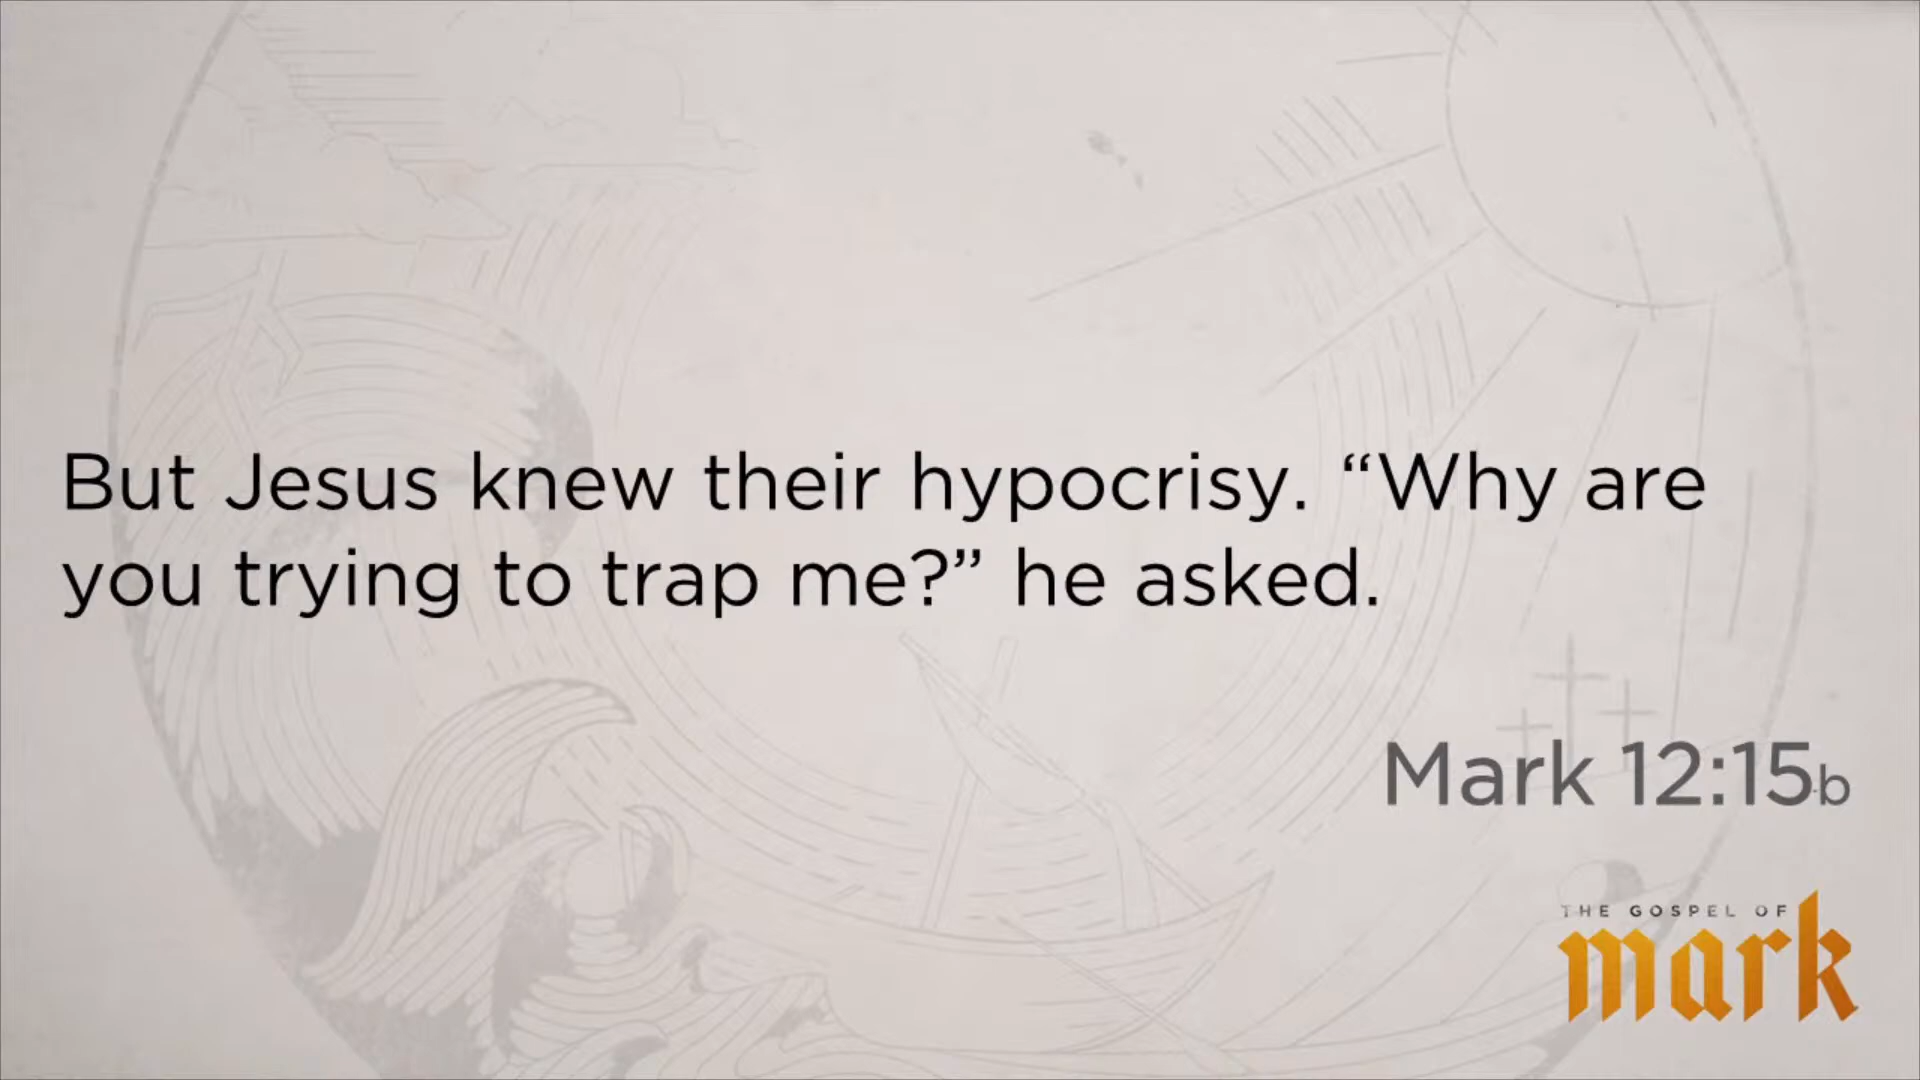 But Jesus knew their hypocrisy. “Why are
you trying to trap me?” he asked.
Mark 12:15b
THE GOSPEL OF
mark